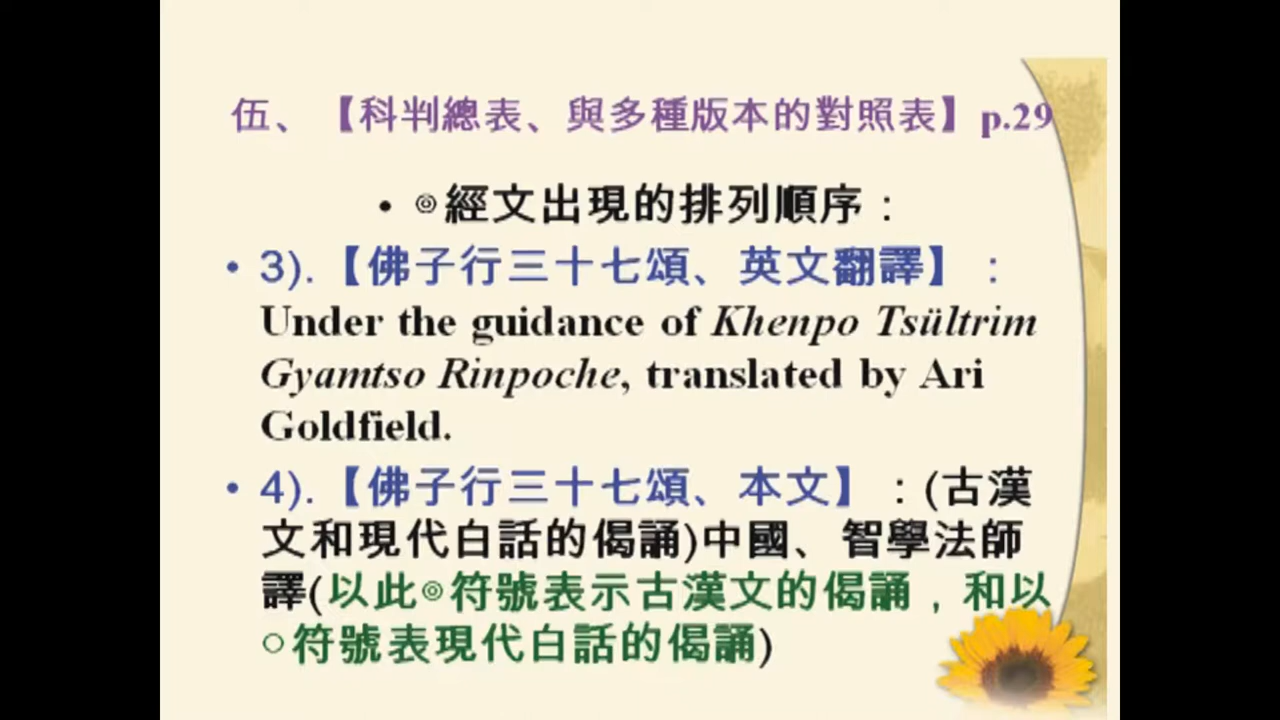 伍、【科判總表、與多種版本的對照表】p.29
• ◎經文出現的排列順序：
• 3).【佛子行三十七頌、英文翻譯】：
Under the guidance of Khenpo Tsültrim
Gyamtso Rinpoche, translated by Ari
Goldfield.
• 4).【佛子行三十七頌、本文】：(古漢
文和現代白話的偈誦)中國、智學法師
譯(以此◎符號表示古漢文的偈誦，和以
○符號表現代白話的偈誦)